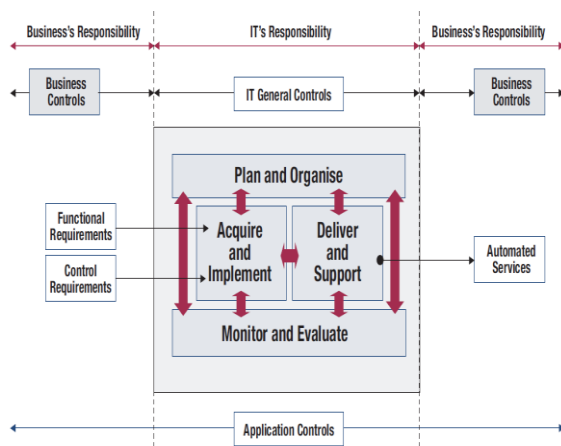 Business's Responsibility
IT's Responsibility
Business's Responsibility
Business
Controls
IT General Controls
Business
Controls
Plan and Organise
Functional
Requirements
Control
Requirements
Acquire
and
Implement
Deliver
and
Support
Automated
Services
Monitor and Evaluate
Application Controls